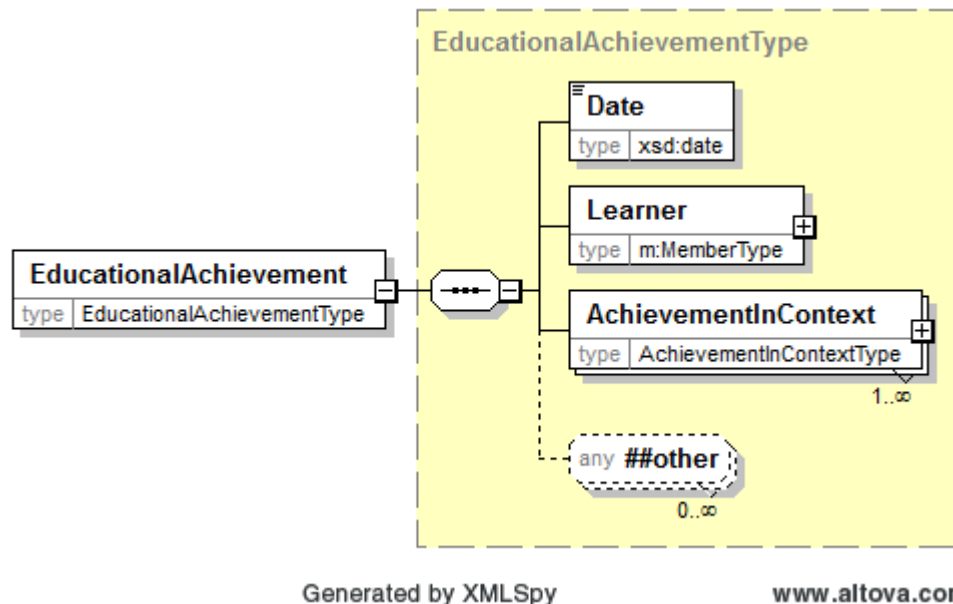 EducationalAchievementType
Date
type xsd:date
Learner
type m:MemberType
EducationalAchievement
type EducationalAchievementType
AchievementInContext
type AchievementInContextType
1..∞
any ##other
0..∞
Generated by XMLSpy www.altova.com